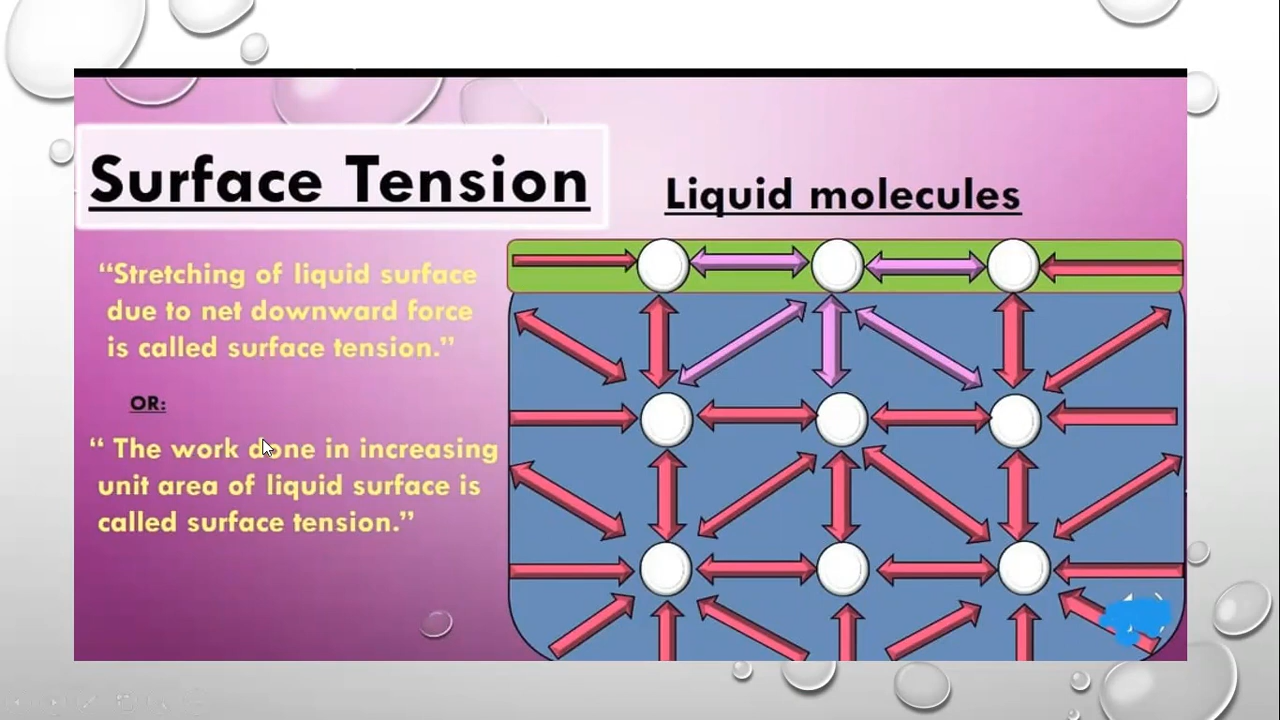 Surface Tension
Liquid molecules
“Stretching of liquid surface
due to net downward force
is called surface tension.”
OR:
“ The work done in increasing
unit area of liquid surface is
called surface tension.”